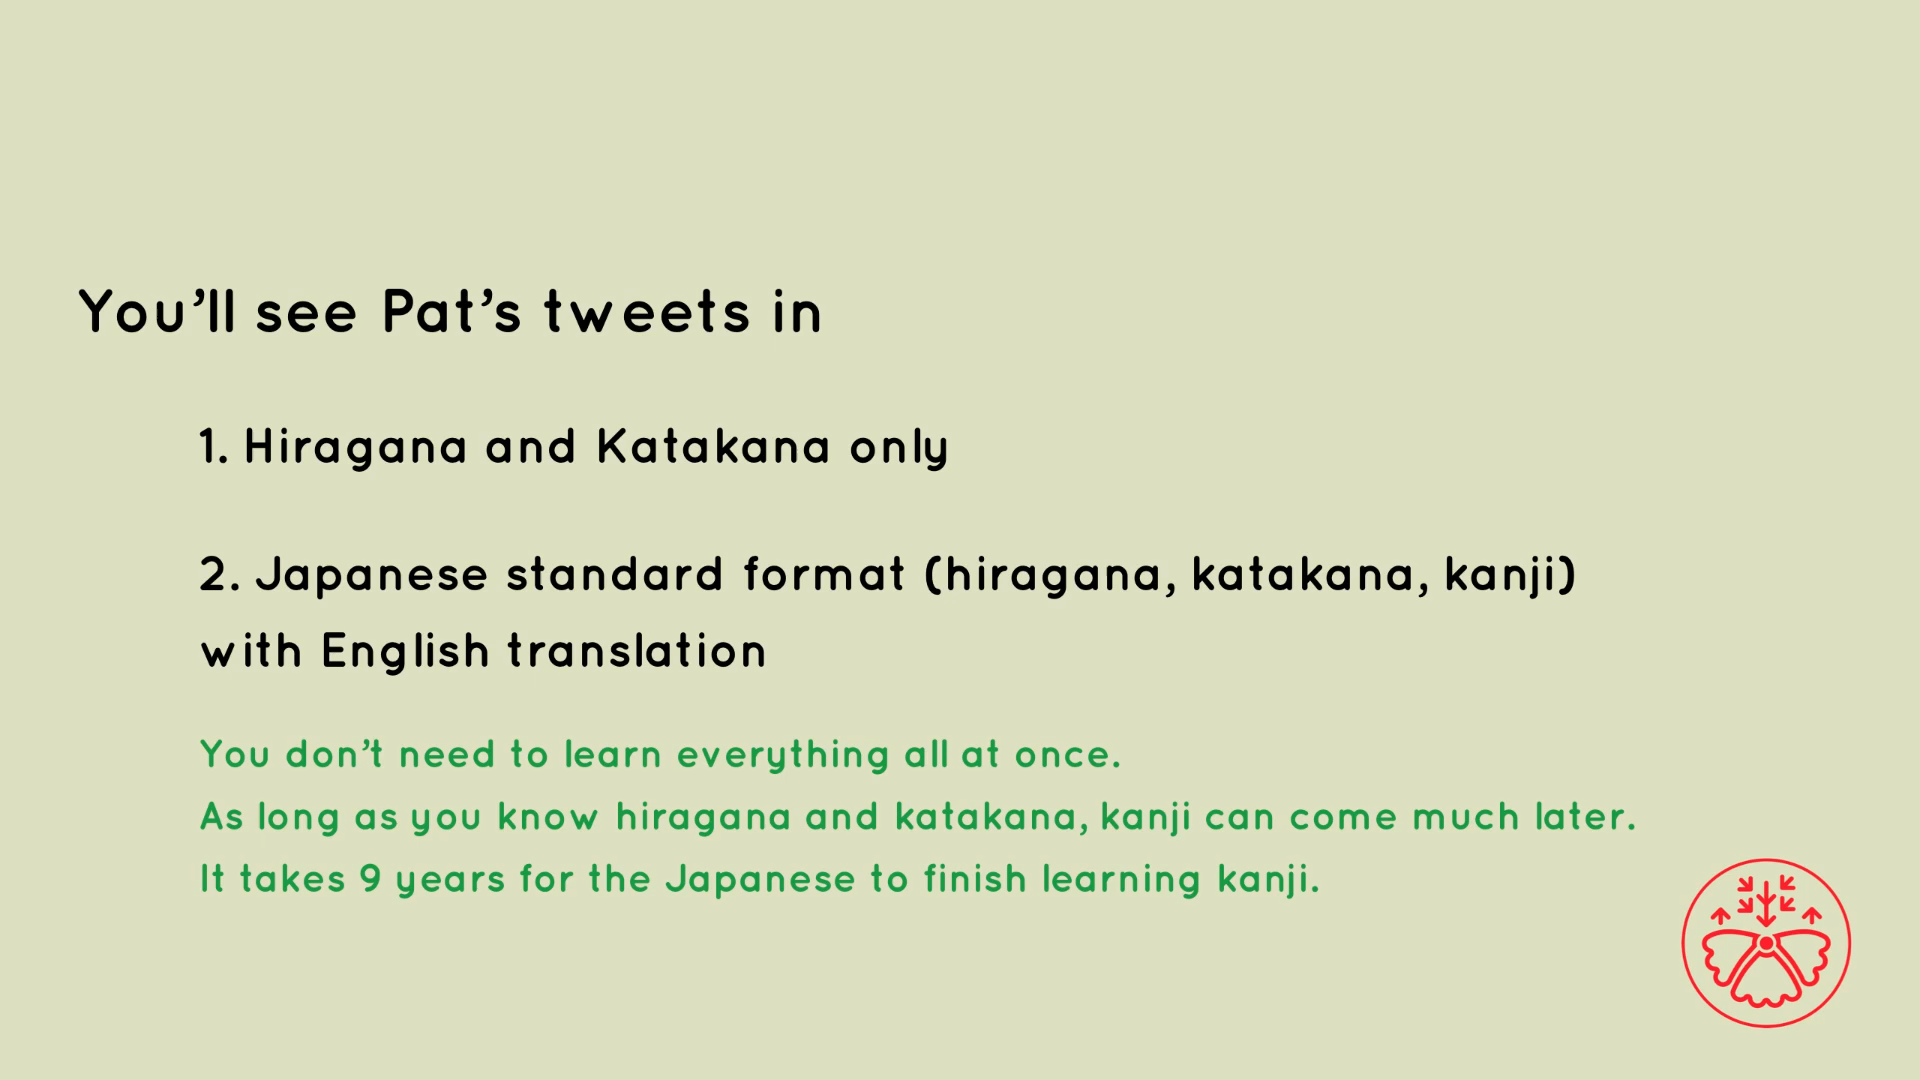 You’ll see Pat’s tweets in
1. Hiragana and Katakana only
2. Japanese standard format (hiragana, katakana, kanji)
with English translation
You don’t need to learn everything all at once.
As long as you know hiragana and katakana, kanji can come much later.
It takes 9 years for the Japanese to finish learning kanji.